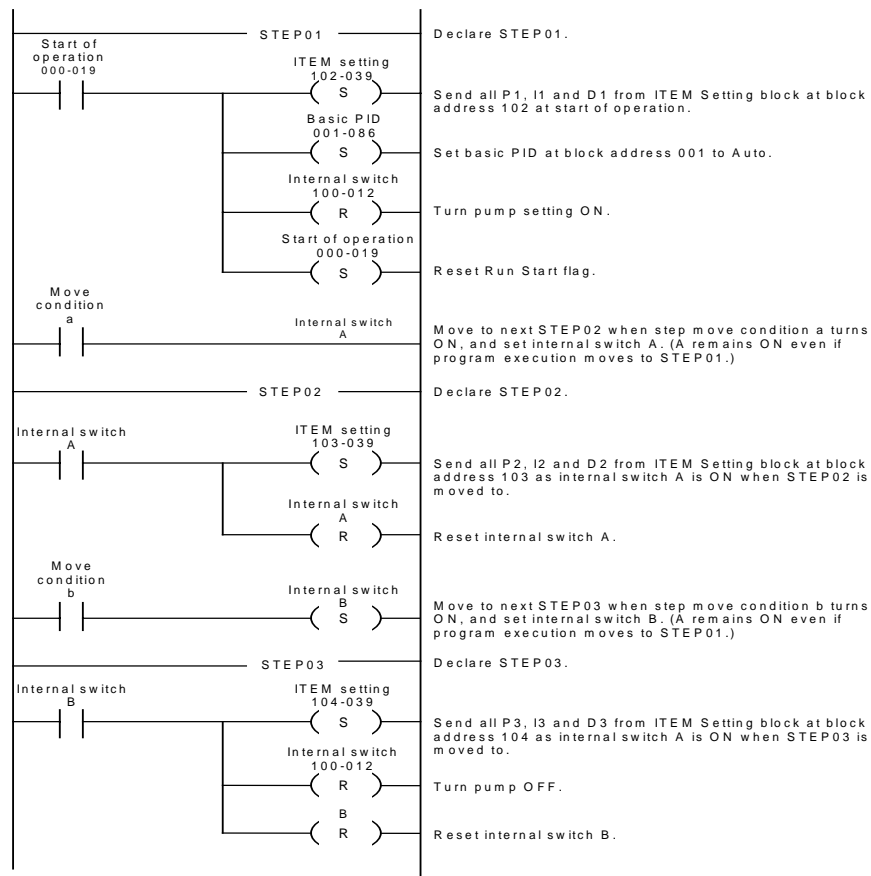 STEP01
Declare STEP01.
Start of
operation
000-019
ITEM setting
102-039
S
Send all P1, I1 and D1 from ITEM Setting block at block
address 102 at start of operation.
Basic PID
001-086
S
Set basic PID at block address 001 to Auto.
Internal switch
100-012
R
Turn pump setting ON.
Start of operation
000-019
S
Reset Run Start flag.
Move
condition
a
Internal switch
A
Move to next STEP02 when step move condition a turns
ON, and set internal switch A. (A remains ON even if
program execution moves to STEP01.)
STEP02
Declare STEP02.
Internal switch
A
ITEM setting
103-039
S
Send all P2, I2 and D2 from ITEM Setting block at block
address 103 as internal switch A is ON when STEP02 is
moved to.
Internal switch
A
R
Reset internal switch A.
Move
condition
b
Internal switch
B
S
Move to next STEP03 when step move condition b turns
ON, and set internal switch B. (A remains ON even if
program execution moves to STEP01.)
STEP03
Declare STEP03.
Internal switch
B
ITEM setting
104-039
S
Send all P3, I3 and D3 from ITEM Setting block at block
address 104 as internal switch A is ON when STEP03 is
moved to.
Internal switch
100-012
R
Turn pump OFF.
B
R
Reset internal switch B.